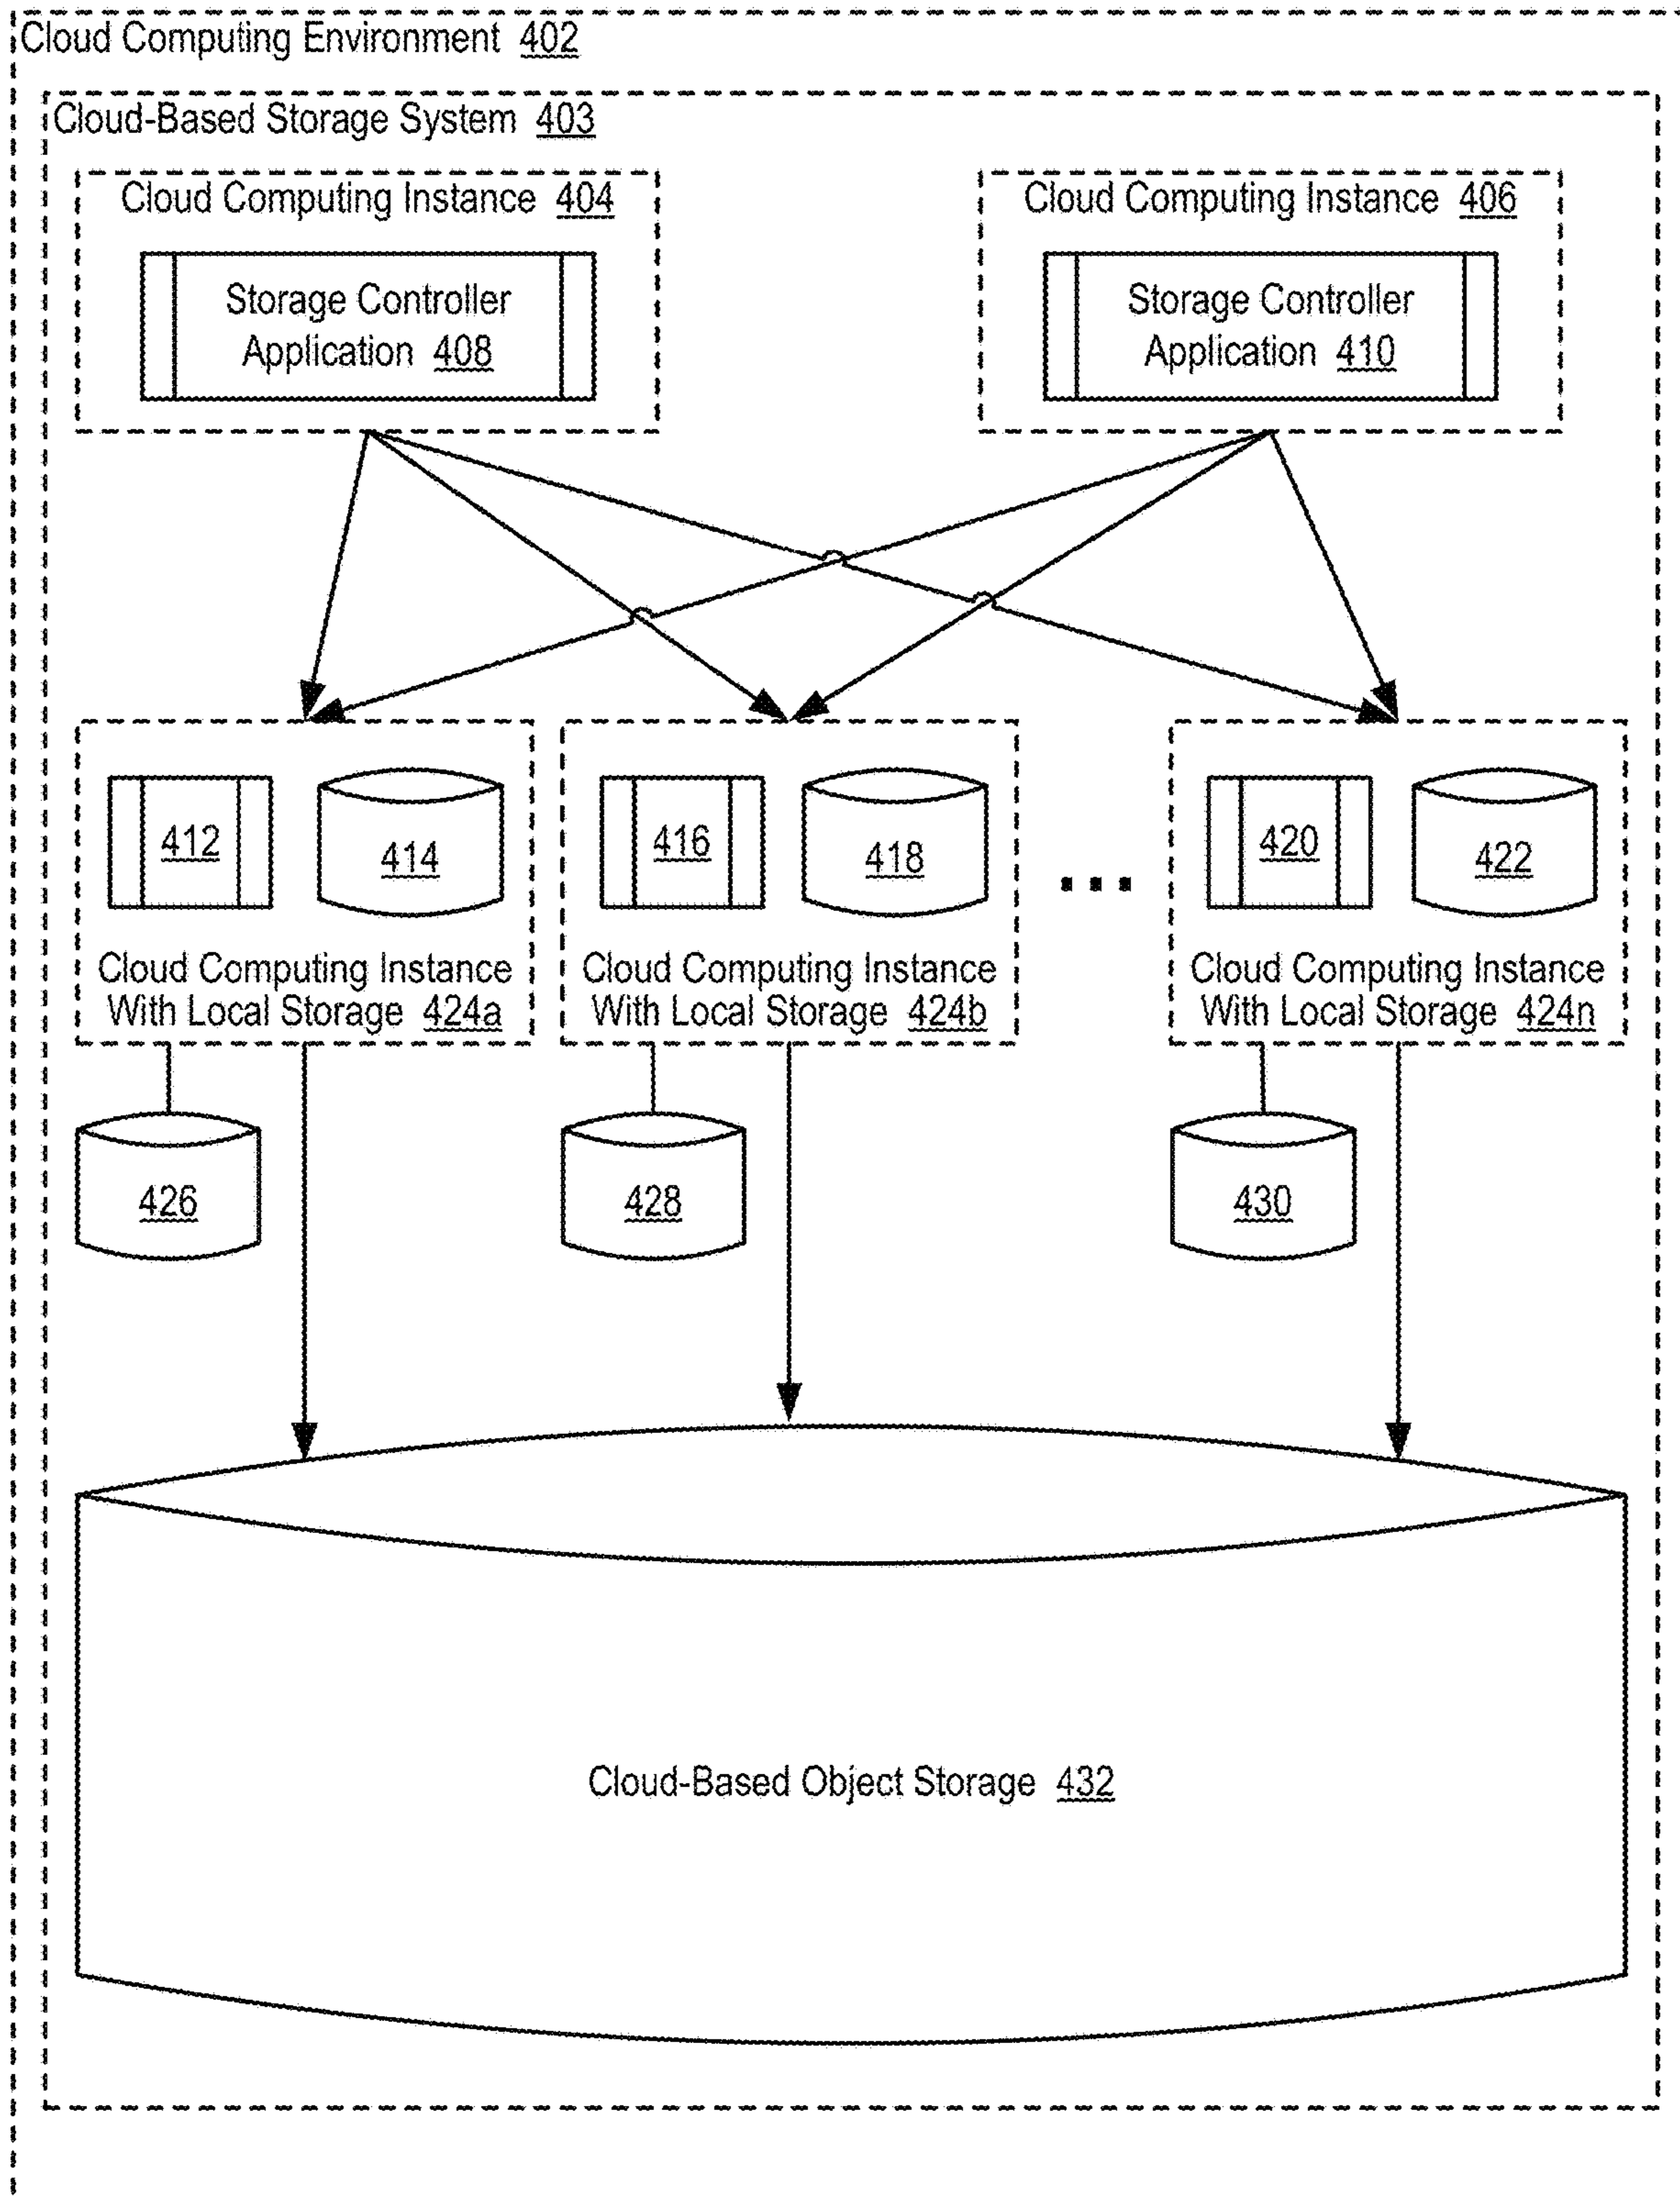 Cloud Computing Environment 402
Cloud-Based Storage System 403
Cloud Computing Instance 404
Storage Controller
Application 408
Cloud Computing Instance 406
Storage Controller
Application 410
412
414
Cloud Computing Instance
With Local Storage 424a
416
418
Cloud Computing Instance
With Local Storage 424b
420
422
Cloud Computing Instance
With Local Storage 424n
426
428
430
Cloud-Based Object Storage 432